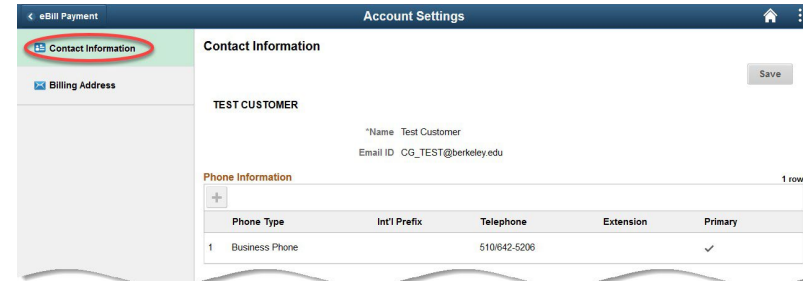 eBill Payment
Account Settings
Contact Information
Billing Address
Contact Information
Save
TEST CUSTOMER
*Name Test Customer
Email ID CG_TEST@berkeley.edu
Phone Information
1 row
+
Phone Type Int'l Prefix Telephone Extension Primary
1 Business Phone 510/642-5206